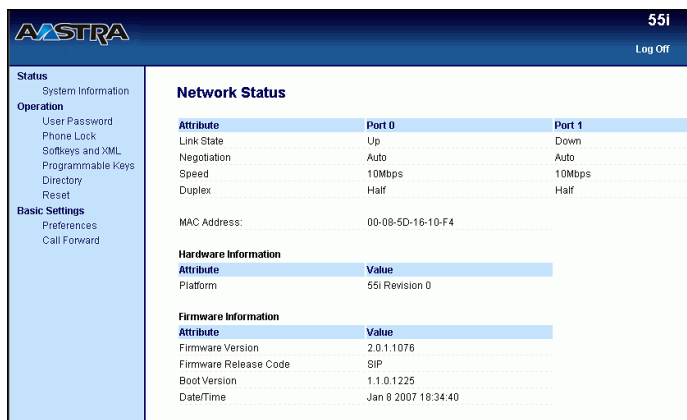 AASTRA
55i
Log Off
Status
System Information
Operation
User Password
Phone Lock
Softkeys and XML
Programmable Keys
Directory
Reset
Basic Settings
Preferences
Call Forward
Network Status
Attribute Port 0 Port 1
Link State Up Down
Negotiation Auto Auto
Speed 10Mbps 10Mbps
Duplex Half Half
MAC Address: 00-08-5D-16-10-F4
Hardware Information
Attribute Value
Platform 55i Revision 0
Firmware Information
Attribute Value
Firmware Version 2.0.1.1076
Firmware Release Code SIP
Boot Version 1.1.0.1225
Date/Time Jan 8 2007 18:34:40